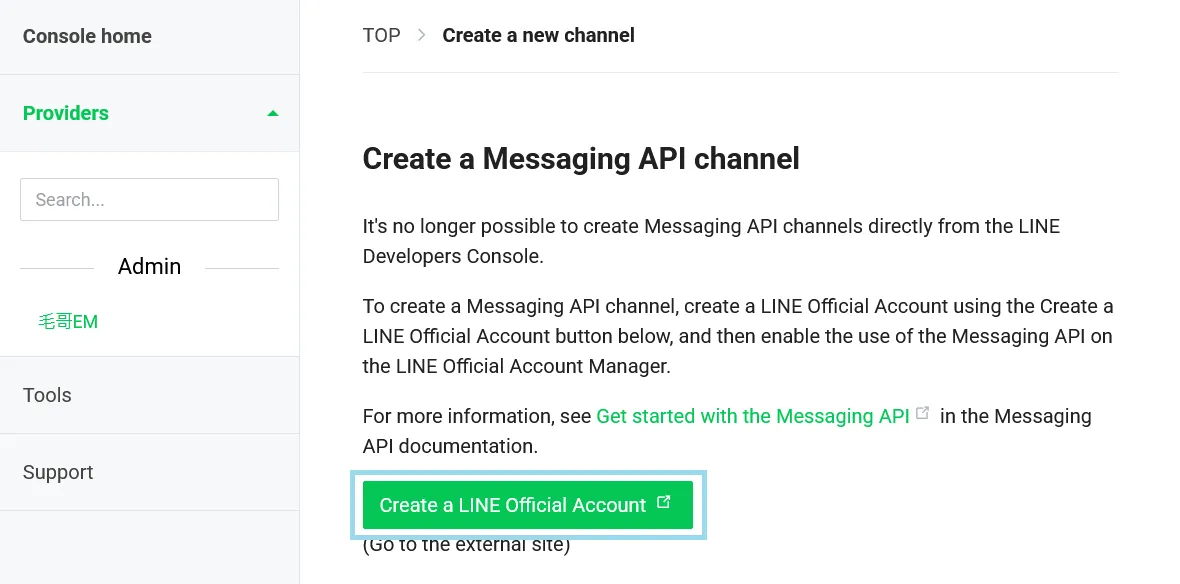 Console home
Providers
Search...
Admin
毛哥EM
Tools
Support
TOP > Create a new channel
Create a Messaging API channel
It's no longer possible to create Messaging API channels directly from the LINE
Developers Console.
To create a Messaging API channel, create a LINE Official Account using the Create a
LINE Official Account button below, and then enable the use of the Messaging API on
the LINE Official Account Manager.
For more information, see Get started with the Messaging API in the Messaging
API documentation.
Create a LINE Official Account
(Go to the external site)